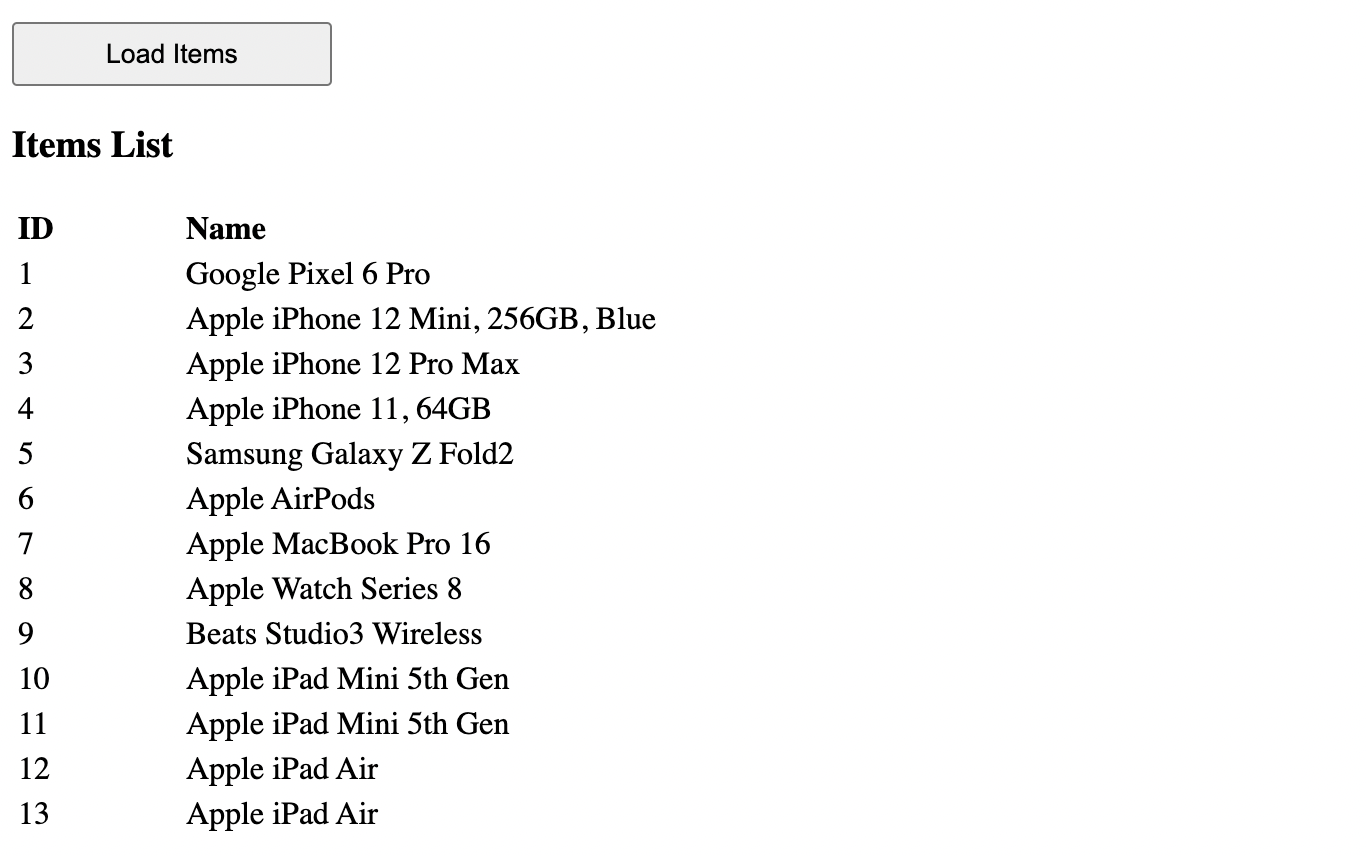 Load Items
Items List
ID Name
1 Google Pixel 6 Pro
2 Apple iPhone 12 Mini, 256GB, Blue
3 Apple iPhone 12 Pro Max
4 Apple iPhone 11, 64GB
5 Samsung Galaxy Z Fold2
6 Apple AirPods
7 Apple MacBook Pro 16
8 Apple Watch Series 8
9 Beats Studio3 Wireless
10 Apple iPad Mini 5th Gen
11 Apple iPad Mini 5th Gen
12 Apple iPad Air
13 Apple iPad Air